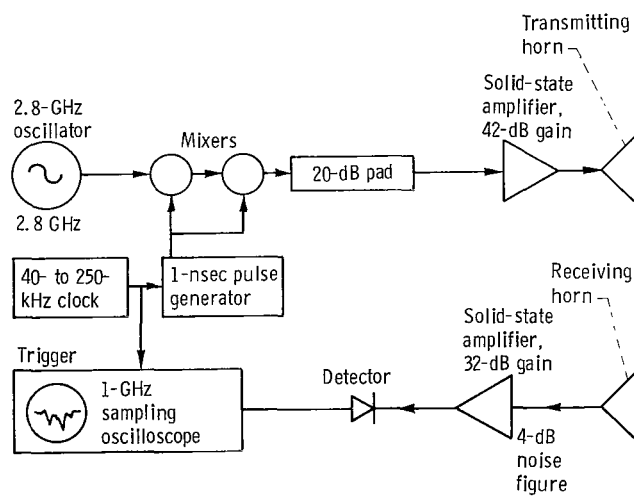 Transmitting
horn
Solid-state
amplifier,
42-dB gain
2.8-GHz
oscillator
Mixers
20-dB pad
2.8 GHz
40- to 250-
kHz clock
1-nsec pulse
generator
Receiving
horn
Solid-state
amplifier,
32-dB gain
Trigger
Detector
1-GHz
sampling
oscilloscope
4-dB
noise
figure